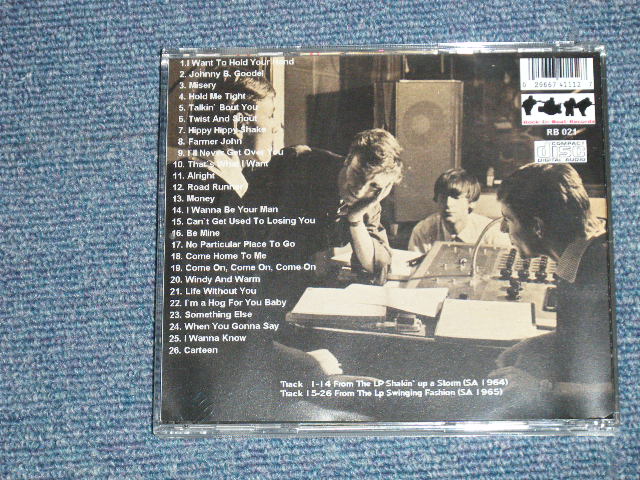 1.I Want To Hold Your Hand
2. Johnny B. Goode!
3. Misery
4. Hold Me Tight
5. Talkin' Bout You
6. Twist And Shout
7. Hippy Hippy Shake
8. Farmer John
9. I'll Never Get Over You
10. That's What I Want
11. Alright
12. Road Runner
13. Money
14. I Wanna Be Your Man
15. Can't Get Used To Losing You
16. Be Mine
17. No Particular Place To Go
18. Come Home To Me
19. Come On, Come On, Come On
20. Windy And Warm
21. Life Without You
22. I'm a Hog For You Baby
23. Something Else
24. When You Gonna Say
25. I Wanna Know
26. Carteen
Track 1-14 From The LP Shakin' up a Storm (SA 1964)
Track 15-26 From The Lp Swinging Fashion (SA 1965)
0 29667 41112 7
Rock In Beat Records
RB 021
COMPACT
disc
DIGITAL AUDIO